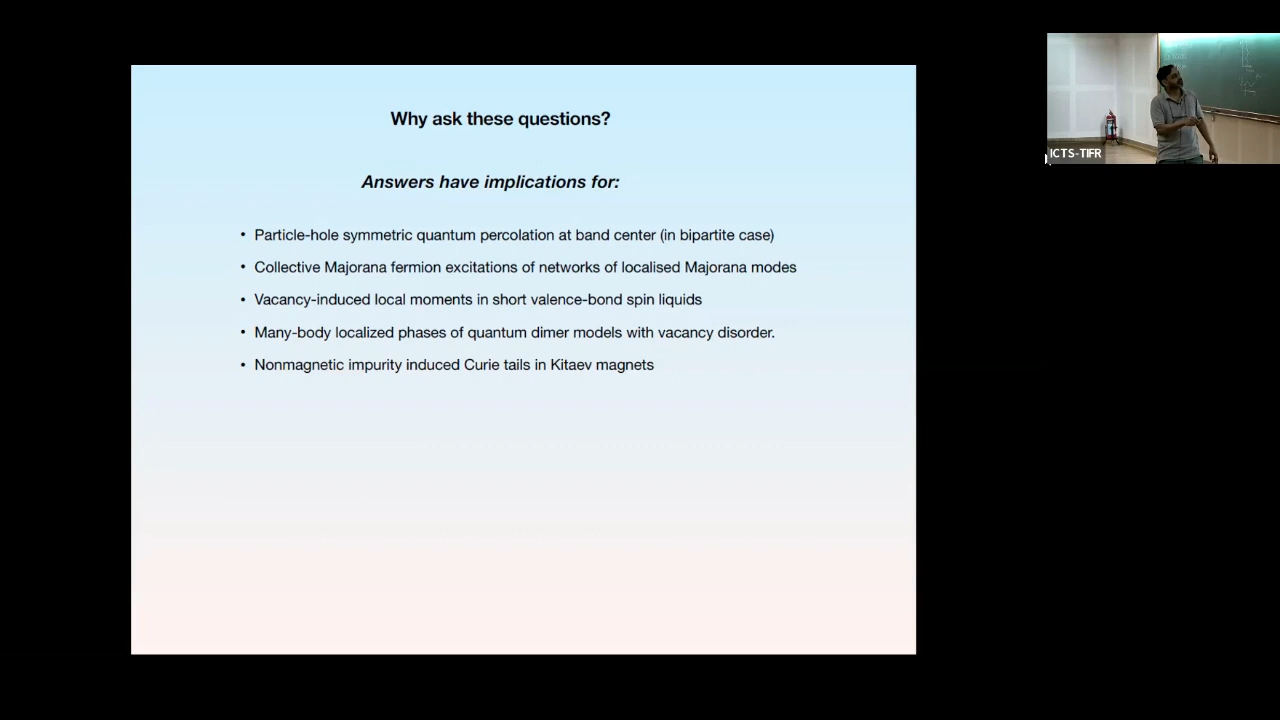 Why ask these questions?
Answers have implications for:
• Particle-hole symmetric quantum percolation at band center (in bipartite case)
• Collective Majorana fermion excitations of networks of localised Majorana modes
• Vacancy-induced local moments in short valence-bond spin liquids
• Many-body localized phases of quantum dimer models with vacancy disorder.
• Nonmagnetic impurity induced Curie tails in Kitaev magnets
ICTS-TIFR